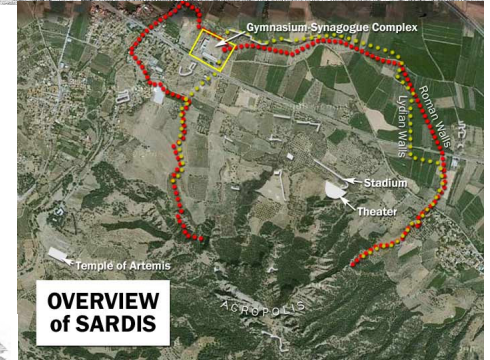 Gymnasium-Synagogue Complex
Roman Walls
Lydian Walls
Stadium
Theater
Temple of Artemis
ACROPOLIS
OVERVIEW
of SARDIS